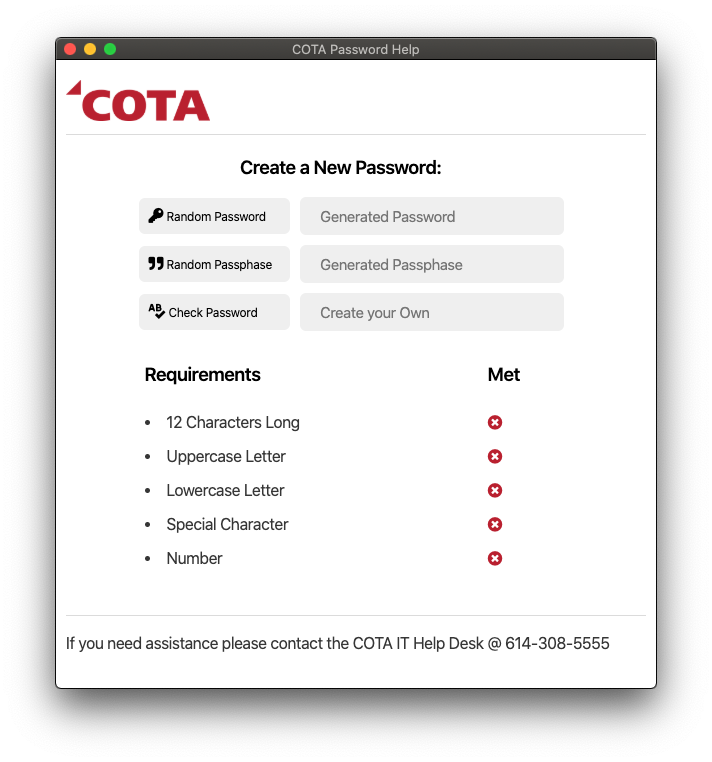 COTA Password Help
COTA
Create a New Password:
Random Password Generated Password
Random Passphase Generated Passphase
AB Check Password Create your Own
Requirements Met
• 12 Characters Long
• Uppercase Letter
• Lowercase Letter
• Special Character
• Number
If you need assistance please contact the COTA IT Help Desk @ 614-308-5555